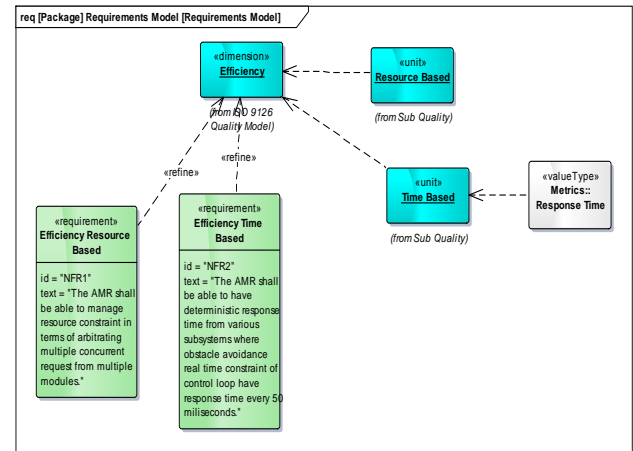 req [Package] Requirements Model [Requirements Model]
«dimension»
Efficiency
(from ISO 9126
Quality Model)
«unit»
Resource Based
(from Sub Quality)
«unit»
Time Based
(from Sub Quality)
«valueType»
Metrics::
Response Time
«refine»
«refine»
«requirement»
Efficiency Resource
Based
id = "NFR1"
text = "The AMR shall
be able to manage
resource constraint in
terms of arbitrating
multiple concurrent
request from multiple
modules."
«requirement»
Efficiency Time
Based
id = "NFR2"
text = "The AMR shall
be able to have
deterministic response
time from various
subsystems where
obstacle avoidance
real time constraint of
control loop have
response time every 50
miliseconds."